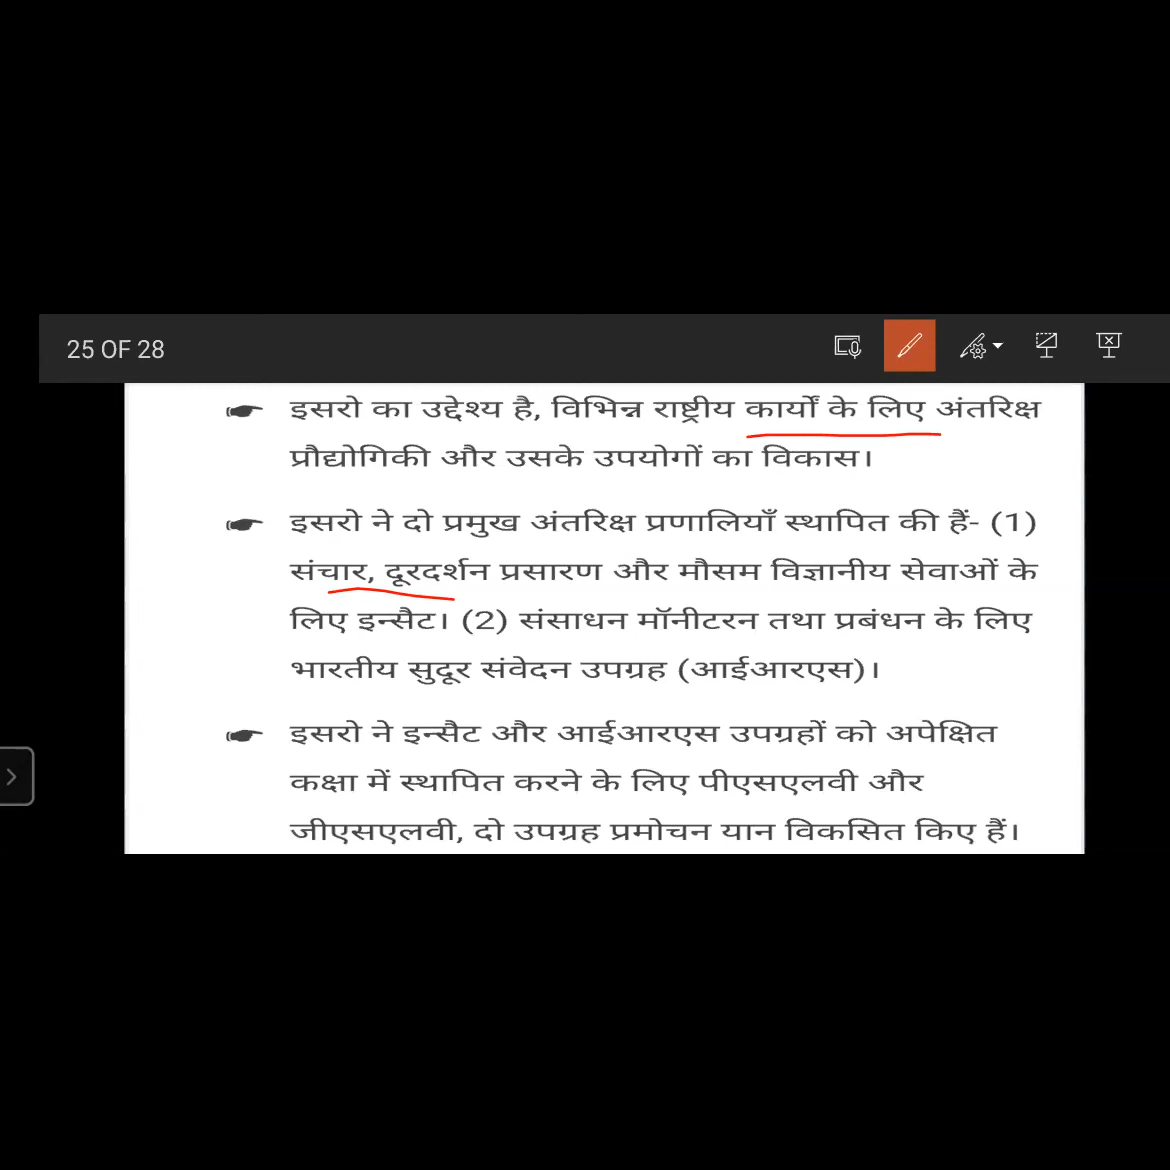 25 OF 28
इसरो का उद्देश्य है, विभिन्न राष्ट्रीय कार्यों के लिए अंतरिक्ष
प्रौद्योगिकी और उसके उपयोगों का विकास।
इसरो ने दो प्रमुख अंतरिक्ष प्रणालियाँ स्थापित की हैं- (1)
संचार, दूरदर्शन प्रसारण और मौसम विज्ञानीय सेवाओं के
लिए इन्सैट। (2) संसाधन मॉनीटरन तथा प्रबंधन के लिए
भारतीय सुदूर संवेदन उपग्रह (आईआरएस)।
इसरो ने इन्सैट और आईआरएस उपग्रहों को अपेक्षित
कक्षा में स्थापित करने के लिए पीएसएलवी और
जीएसएलवी, दो उपग्रह प्रमोचन यान विकसित किए हैं।